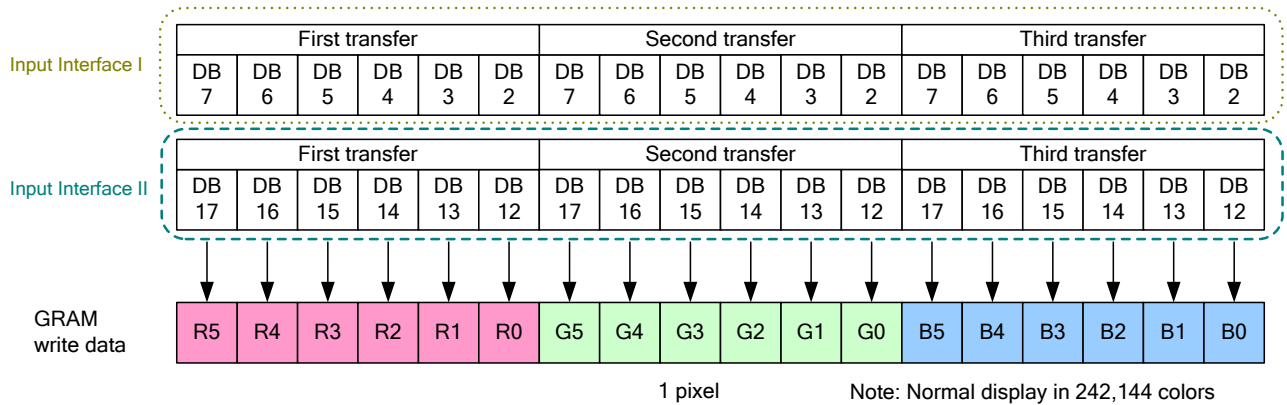 First transfer Second transfer Third transfer
Input Interface I
DB DB DB DB DB DB DB DB DB DB DB DB DB DB DB DB DB DB
7 6 5 4 3 2 7 6 5 4 3 2 7 6 5 4 3 2
First transfer Second transfer Third transfer
Input Interface II
DB DB DB DB DB DB DB DB DB DB DB DB DB DB DB DB DB DB
17 16 15 14 13 12 17 16 15 14 13 12 17 16 15 14 13 12
GRAM
write data
R5 R4 R3 R2 R1 R0 G5 G4 G3 G2 G1 G0 B5 B4 B3 B2 B1 B0
1 pixel Note: Normal display in 242,144 colors